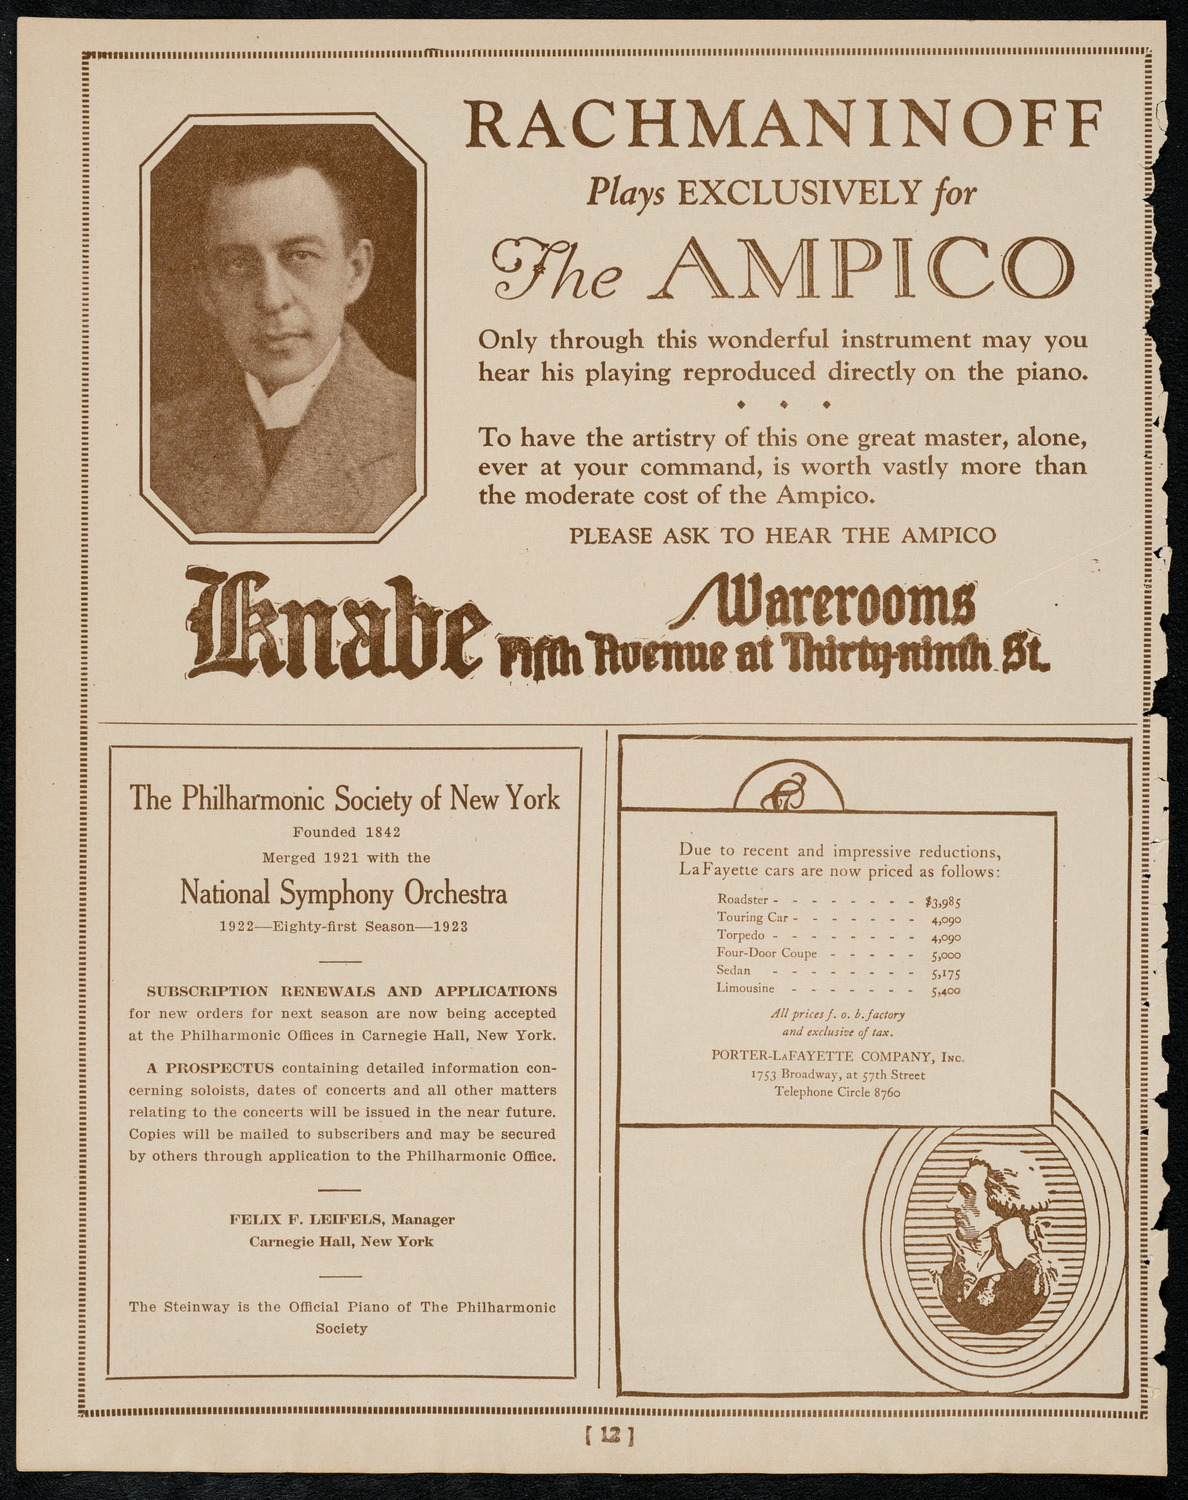 RACHMANINOFF
Plays EXCLUSIVELY for
The AMPICO
Only through this wonderful instrument may you
hear his playing reproduced directly on the piano.
To have the artistry of this one great master, alone,
ever at your command, is worth vastly more than
the moderate cost of the Ampico.
PLEASE ASK TO HEAR THE AMPICO
Knabe Warerooms
Fifth Avenue at Thirty-ninth St.
The Philharmonic Society of New York
Founded 1842
Merged 1921 with the
National Symphony Orchestra
1922—Eighty-first Season—1923
SUBSCRIPTION RENEWALS AND APPLICATIONS
for new orders for next season are now being accepted
at the Philharmonic Offices in Carnegie Hall, New York.
A PROSPECTUS containing detailed information con-
cerning soloists, dates of concerts and all other matters
relating to the concerts will be issued in the near future.
Copies will be mailed to subscribers and may be secured
by others through application to the Philharmonic Office.
FELIX F. LEIFELS, Manager
Carnegie Hall, New York
The Steinway is the Official Piano of The Philharmonic
Society
Due to recent and impressive reductions,
LaFayette cars are now priced as follows:
Roadster - - - - - - - - $3,985
Touring Car - - - - - - - 4,090
Torpedo - - - - - - - - 4,090
Four-Door Coupe - - - - - 5,000
Sedan - - - - - - - - 5,175
Limousine - - - - - - - 5,400
All prices f. o. b. factory
and exclusive of tax.
PORTER-LAFAYETTE COMPANY, INC.
1753 Broadway, at 57th Street
Telephone Circle 8760
[ 12 ]